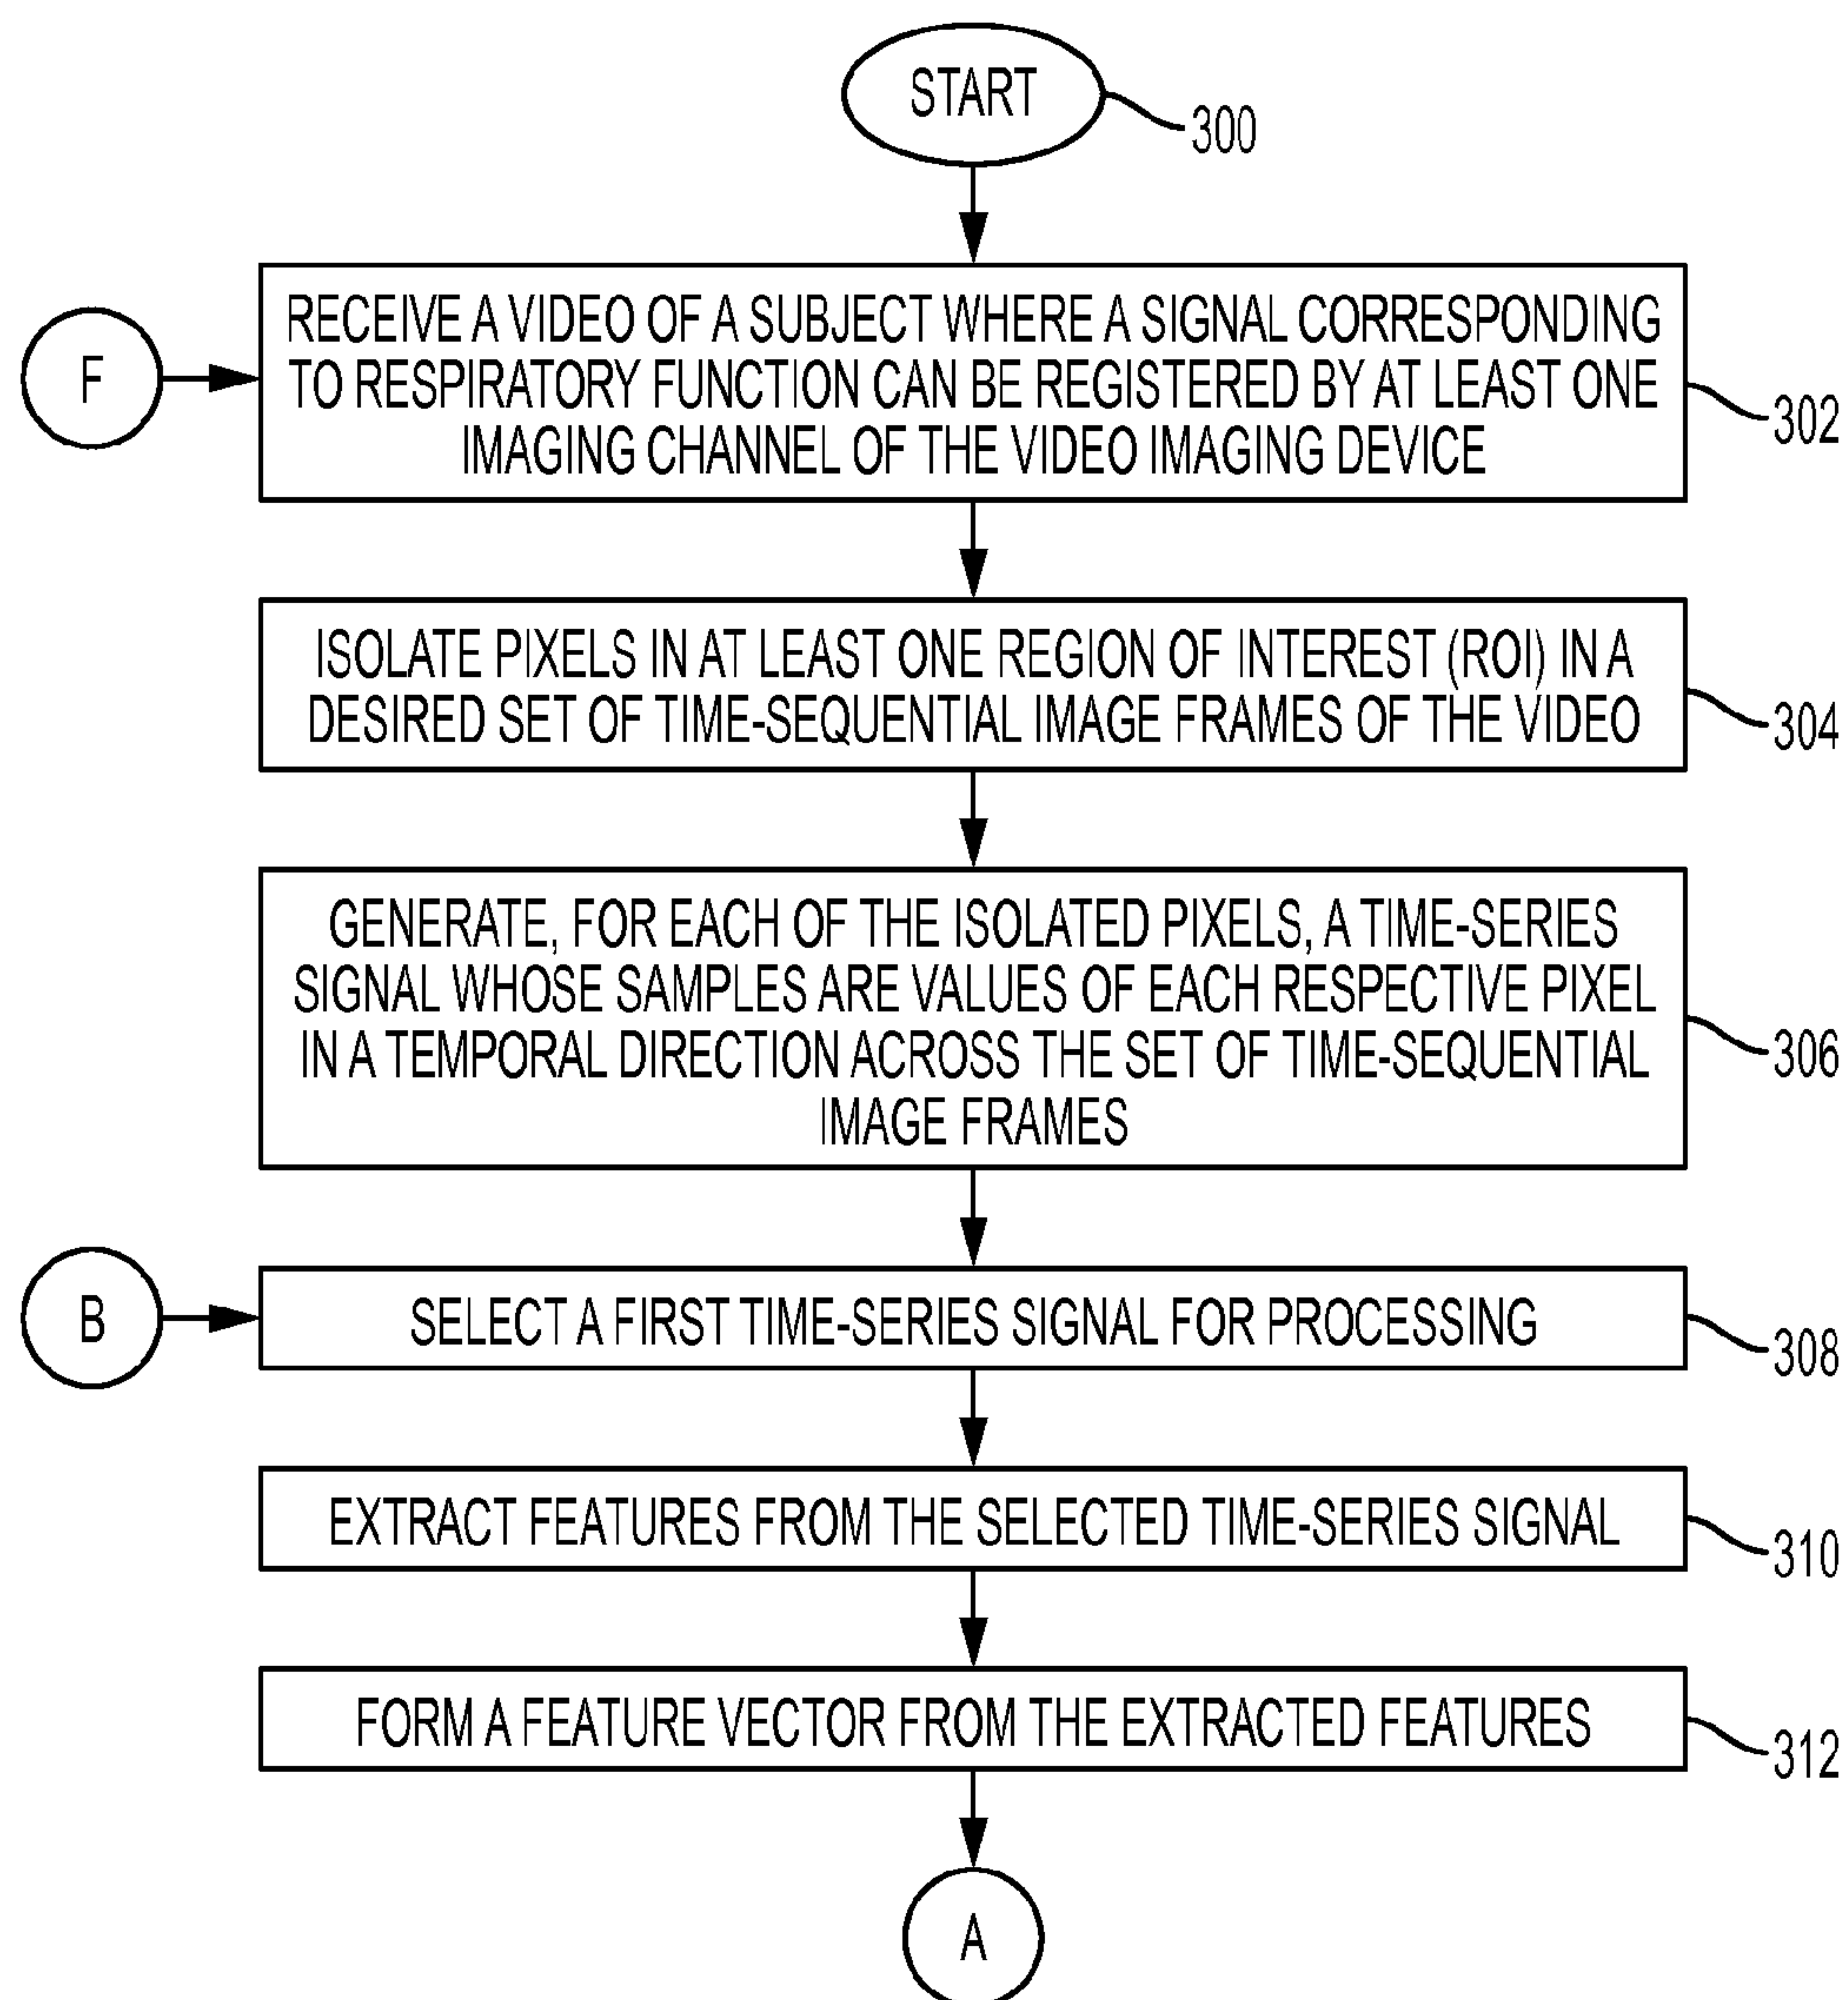 START
300
F
RECEIVE A VIDEO OF A SUBJECT WHERE A SIGNAL CORRESPONDING
TO RESPIRATORY FUNCTION CAN BE REGISTERED BY AT LEAST ONE
IMAGING CHANNEL OF THE VIDEO IMAGING DEVICE
302
ISOLATE PIXELS IN AT LEAST ONE REGION OF INTEREST (ROI) IN A
DESIRED SET OF TIME-SEQUENTIAL IMAGE FRAMES OF THE VIDEO
304
GENERATE, FOR EACH OF THE ISOLATED PIXELS, A TIME-SERIES
SIGNAL WHOSE SAMPLES ARE VALUES OF EACH RESPECTIVE PIXEL
IN A TEMPORAL DIRECTION ACROSS THE SET OF TIME-SEQUENTIAL
IMAGE FRAMES
306
B
SELECT A FIRST TIME-SERIES SIGNAL FOR PROCESSING
308
EXTRACT FEATURES FROM THE SELECTED TIME-SERIES SIGNAL
310
FORM A FEATURE VECTOR FROM THE EXTRACTED FEATURES
312
A